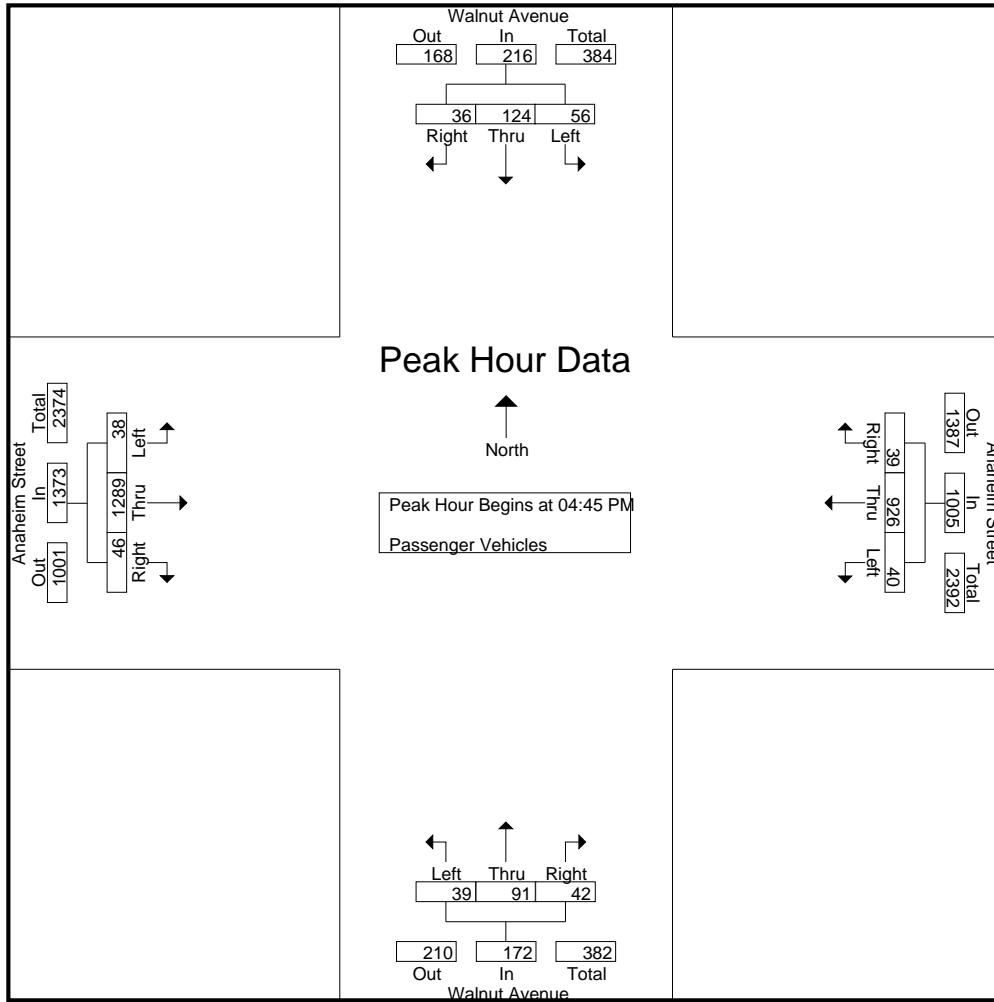 Walnut Avenue
Out In Total
168 216 384
36 124 56
Right Thru Left
Peak Hour Data
North
Peak Hour Begins at 04:45 PM
Passenger Vehicles
Anaheim Street
Total In Out
2374 1373 1001
38 1289 46
Left Thru Right
Right Thru Left
39 926 40
Out In Total
1387 1005 2392
Anaheim Street
Left Thru Right
39 91 42
210 172 382
Out In Total
Walnut Avenue